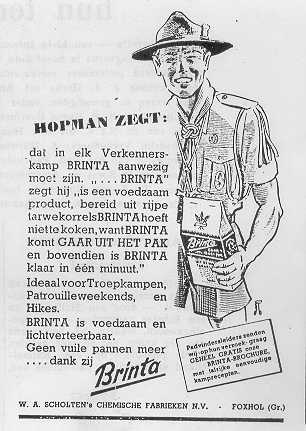 HOPMAN ZEGT:
dat in elk Verkenners-
kamp BRINTA aanwezig
moet zijn. „.... BRINTA”
zegt hij „is een voedzaam
product, bereid uit rijpe
tarwekorrels BRINTA hoeft
niet te koken, want BRINTA
komt GAAR UIT HET PAK
en bovendien is BRINTA
klaar in één minuut.”
Ideaal voor Troepkampen,
Patrouilleweekends, en
Hikes.
BRINTA is voedzaam en
lichtverteerbaar.
Geen vuile pannen meer
.... dank zij
Brinta
Brinta
Padvindersleiders zenden
wij op hun verzoek graag
GEHEEL GRATIS onze
BRINTA-BROCHURE,
met talrijke eenvoudige
kamprecepten.
W. A. SCHOLTEN's CHEMISCHE FABRIEKEN N.V. - FOXHOL (Gr.)